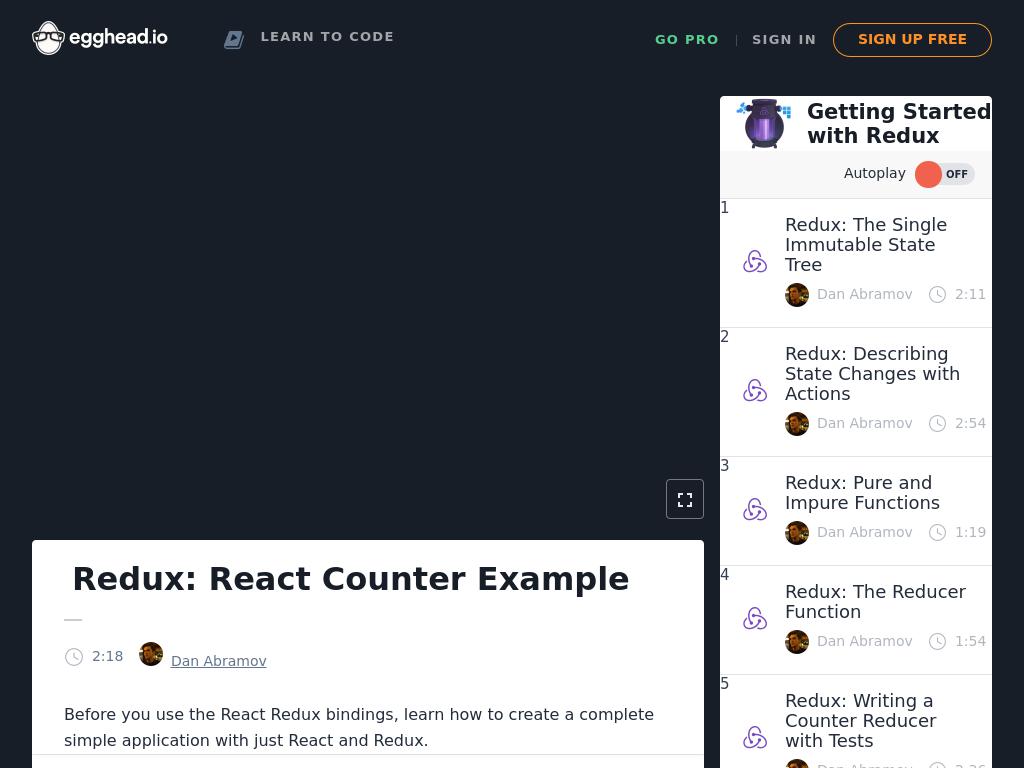 egghead.io
LEARN TO CODE
GO PRO
SIGN IN
SIGN UP FREE
Getting Started
with Redux
Autoplay
OFF
1
Redux: The Single
Immutable State
Tree
Dan Abramov
2:11
2
Redux: Describing
State Changes with
Actions
Dan Abramov
2:54
3
Redux: Pure and
Impure Functions
Dan Abramov
1:19
4
Redux: The Reducer
Function
Dan Abramov
1:54
5
Redux: Writing a
Counter Reducer
with Tests
Redux: React Counter Example
2:18
Dan Abramov
Before you use the React Redux bindings, learn how to create a complete
simple application with just React and Redux.